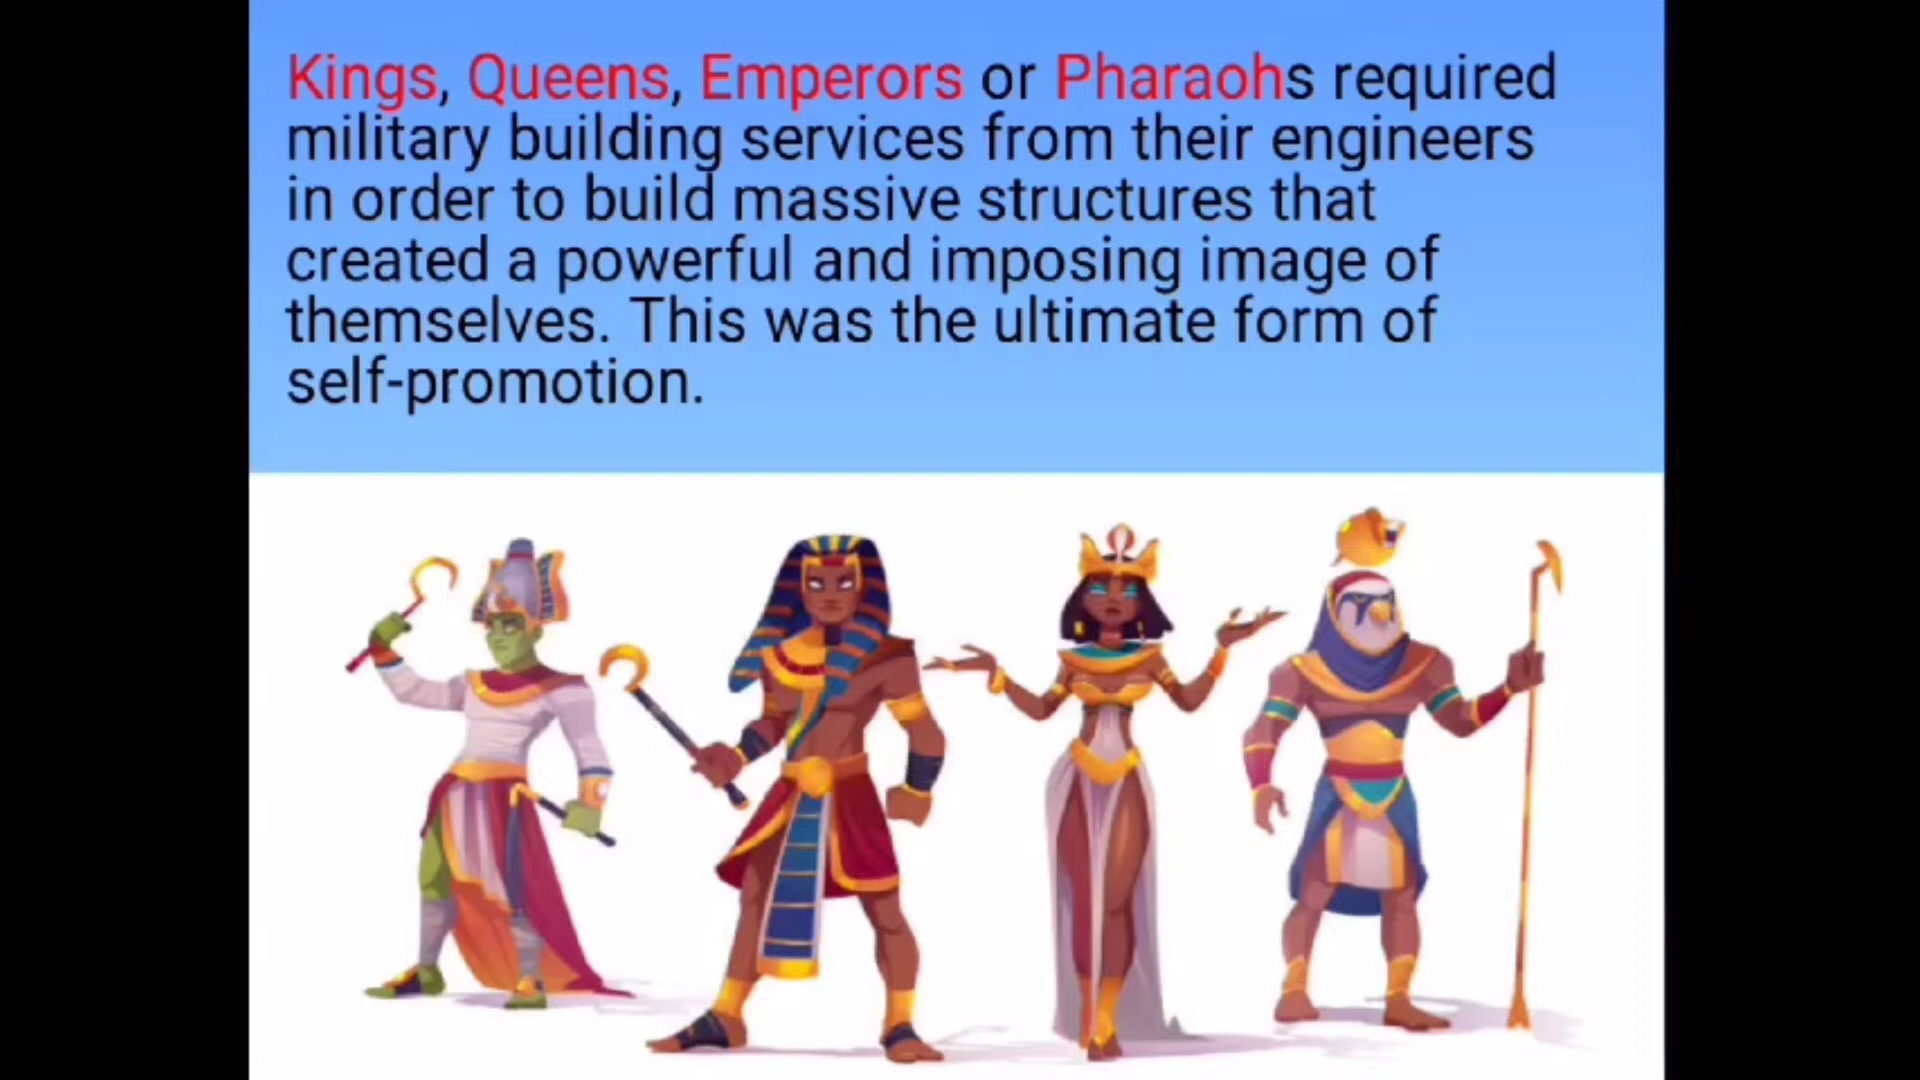 Kings, Queens, Emperors or Pharaohs required
military building services from their engineers
in order to build massive structures that
created a powerful and imposing image of
themselves. This was the ultimate form of
self-promotion.